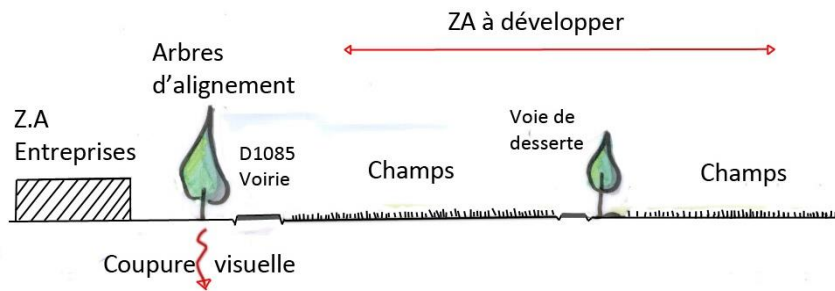 ZA à développer
Arbres
d'alignement
Z.A
Entreprises
D1085
Voirie
Champs
Voie de
desserte
Champs
Coupure visuelle